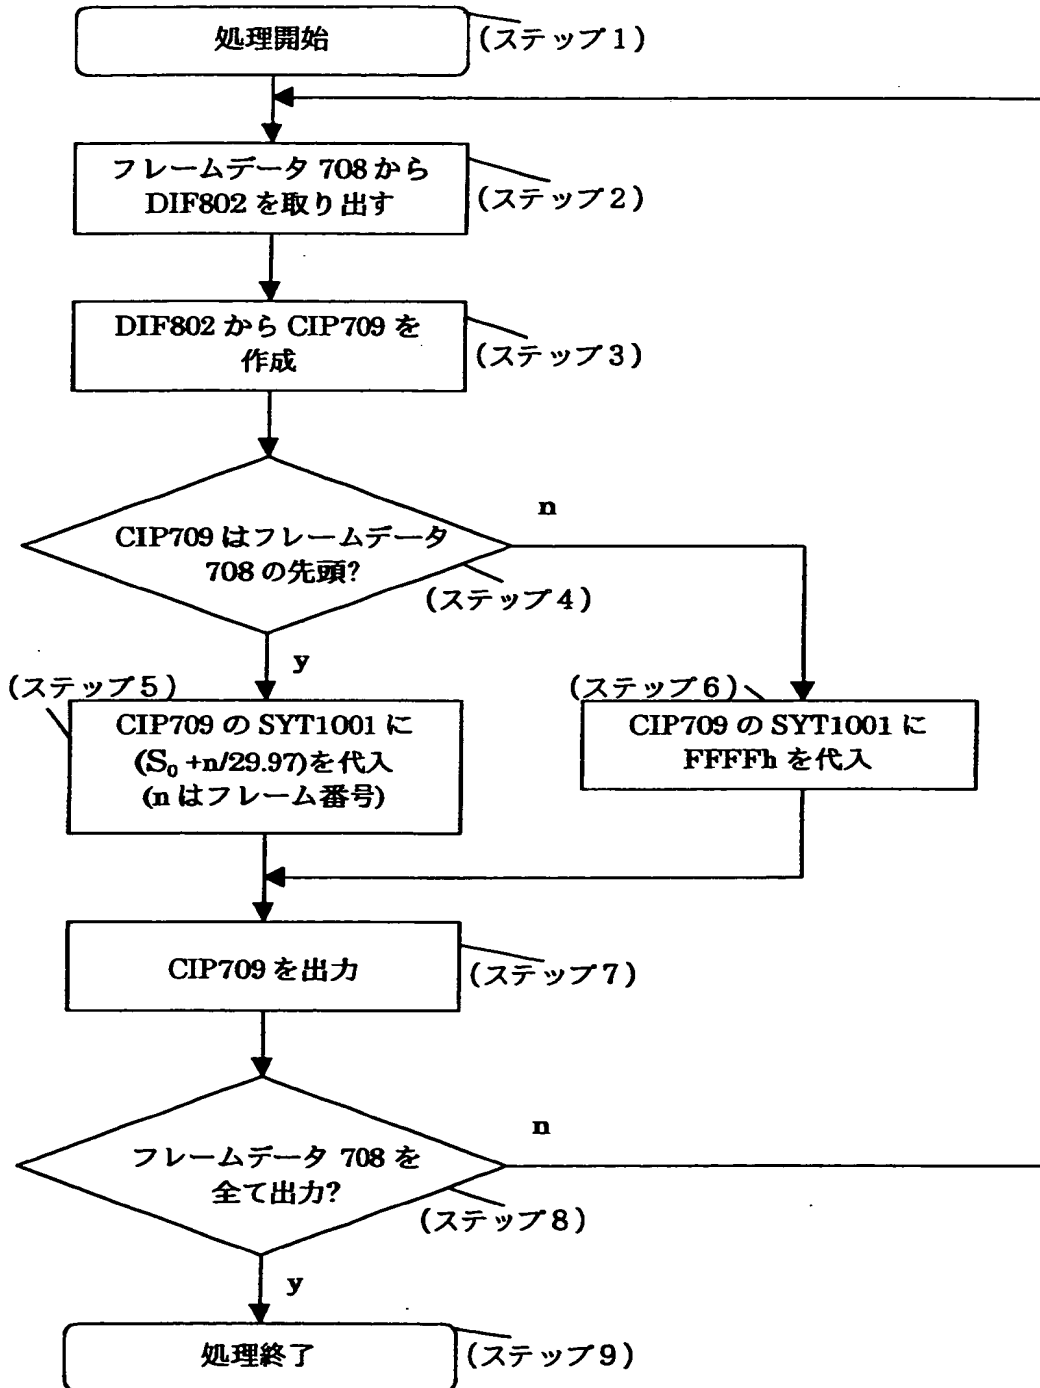 処理開始
(ステップ1)
フレームデータ 708 から
DIF802 を取り出す
(ステップ2)
DIF802 から CIP709 を
作成
(ステップ3)
n
CIP709 はフレームデータ
708 の先頭?
(ステップ4)
y
(ステップ5)
CIP709 の SYT1001 に
(S₀ +n/29.97)を代入
(n はフレーム番号)
(ステップ6)
CIP709 の SYT1001 に
FFFFh を代入
CIP709 を出力
(ステップ7)
n
フレームデータ 708 を
全て出力?
(ステップ8)
y
処理終了
(ステップ9)